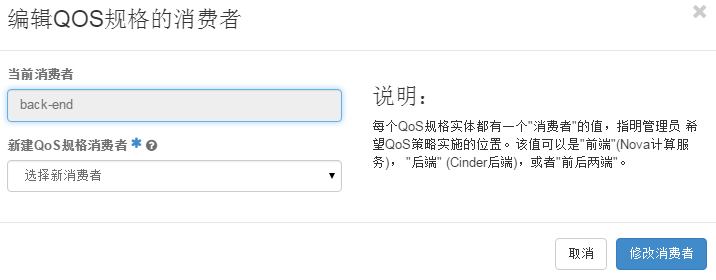 编辑QOS规格的消费者
×
当前消费者
back-end
新建QoS规格消费者 * ?
选择新消费者
说明：
每个QoS规格实体都有一个"消费者"的值，指明管理员 希
望QoS策略实施的位置。该值可以是"前端"(Nova计算服
务)， "后端" (Cinder后端)，或者"前后两端"。
取消
修改消费者